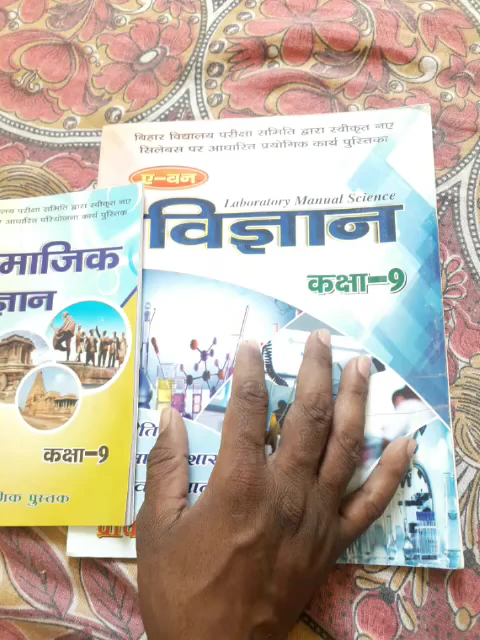 बिहार विद्यालय परीक्षा समिति द्वारा स्वीकृत नए
सिलेबस पर आधारित प्रयोगिक कार्य पुस्तिका
ए-वन
Laboratory Manual Science
विज्ञान
कक्षा-9
परीक्षा समिति द्वारा स्वीकृत नए
आधारित परियोजना कार्य पुस्तिक
माजिक
ज्ञान
कक्षा-9
पुस्तक